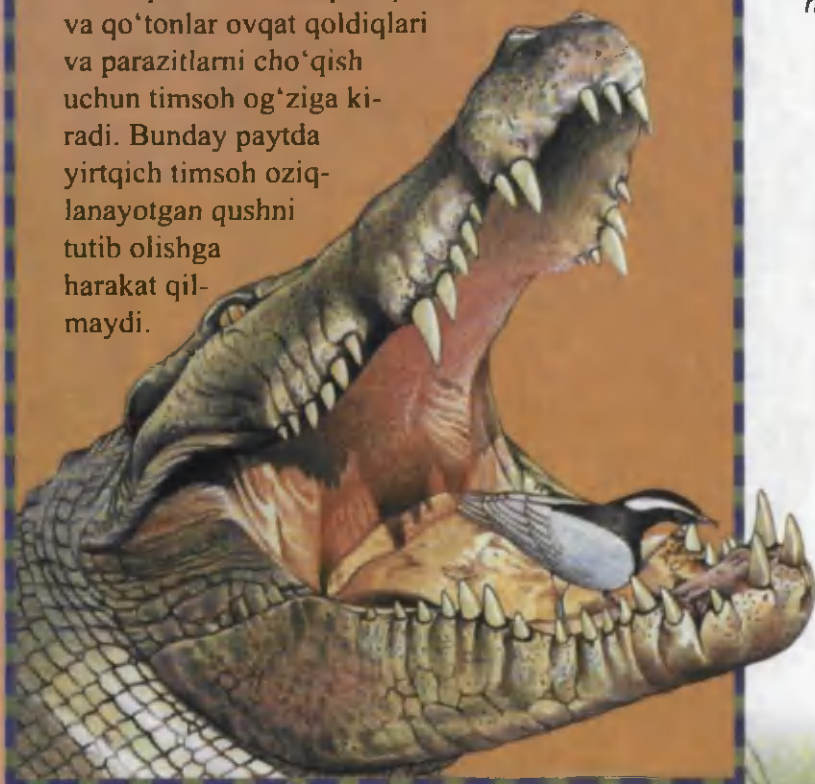 va qo‘tonlar ovqat qoldiqlari
va parazitlarni cho‘qish
uchun timsoh og‘ziga ki-
radi. Bunday paytda
yirtqich timsoh oziq-
lanayotgan qushni
tutib olishga
harakat qil-
maydi.